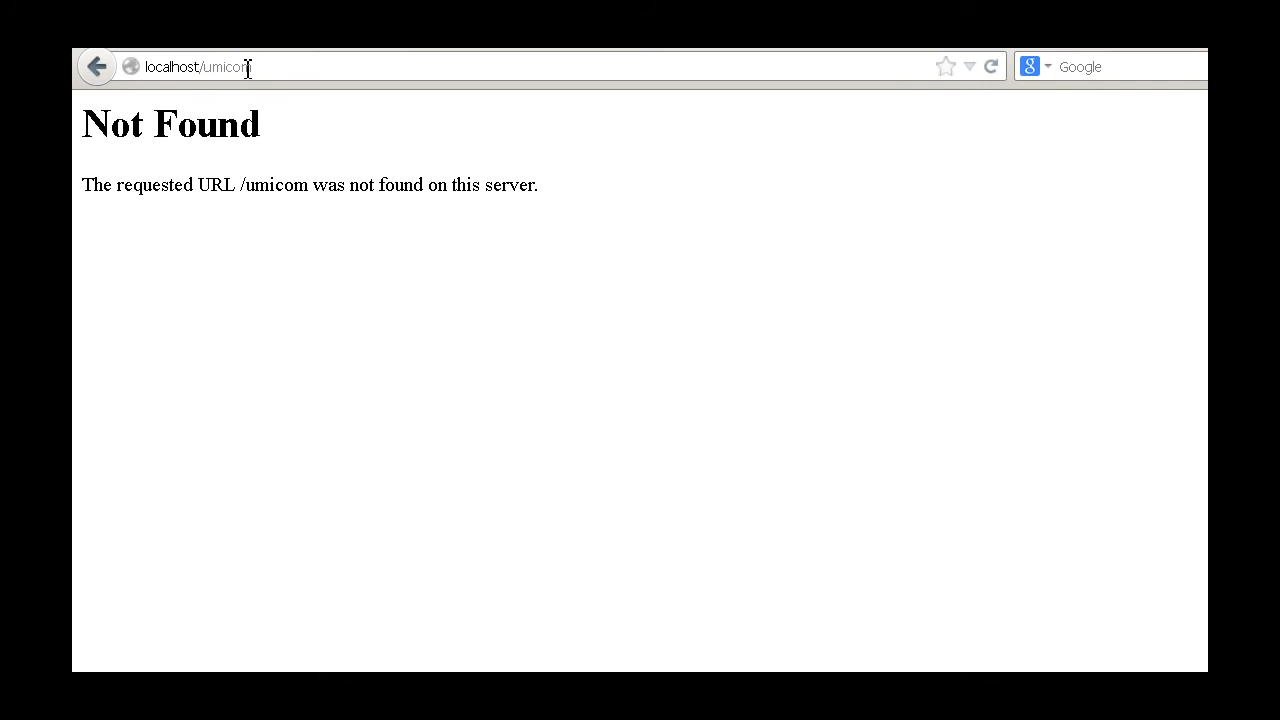 localhost/umicom
Google
Not Found
The requested URL /umicom was not found on this server.